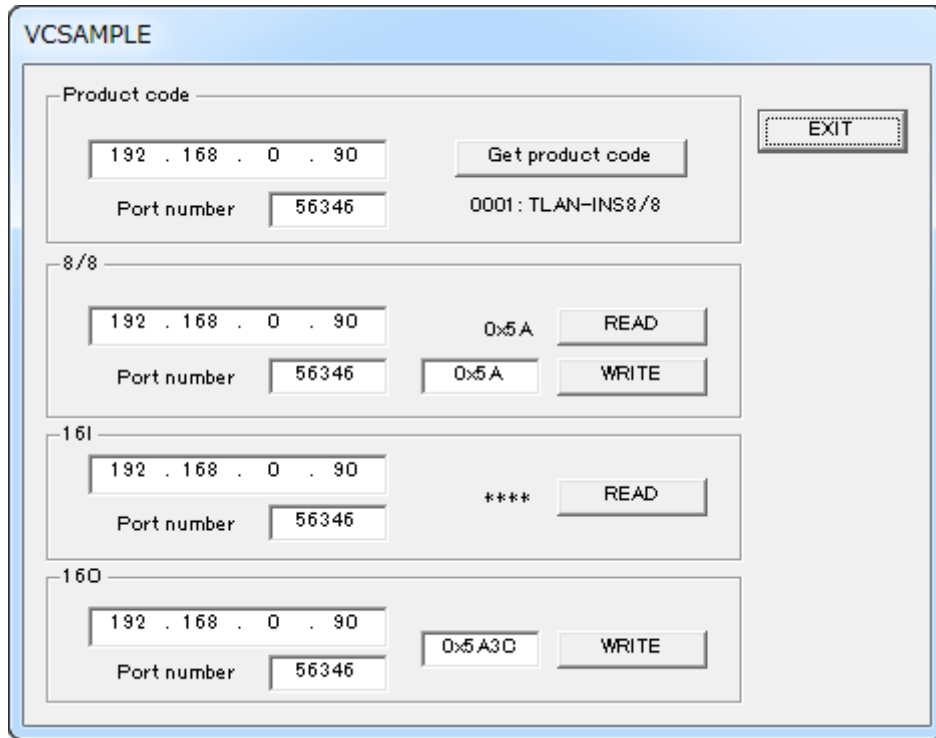 VCSAMPLE
Product code
EXIT
192 . 168 . 0 . 90
Get product code
Port number
56346
0001:TLAN-INS8/8
8/8
192 . 168 . 0 . 90
0x5A
READ
Port number
56346
0x5A
WRITE
16I
192 . 168 . 0 . 90
****
READ
Port number
56346
16O
192 . 168 . 0 . 90
0x5A3C
WRITE
Port number
56346